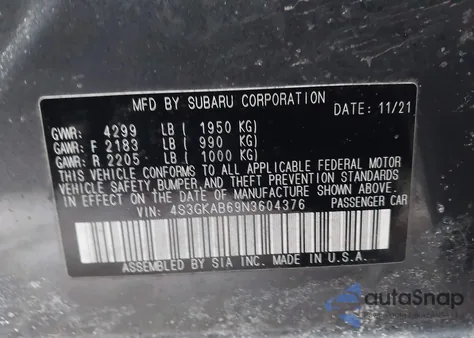 MFD BY SUBARU CORPORATION
DATE: 11/21
GVWR: 4299 LB ( 1950 KG)
GAWR: F 2183 LB ( 990 KG)
GAWR: R 2205 LB ( 1000 KG)
THIS VEHICLE CONFORMS TO ALL APPLICABLE FEDERAL MOTOR
VEHICLE SAFETY, BUMPER, AND THEFT PREVENTION STANDARDS
IN EFFECT ON THE DATE OF MANUFACTURE SHOWN ABOVE.
VIN: 4S3GKAB69N3604376 PASSENGER CAR
ASSEMBLED BY SIA INC. MADE IN U.S.A.
autaSnap